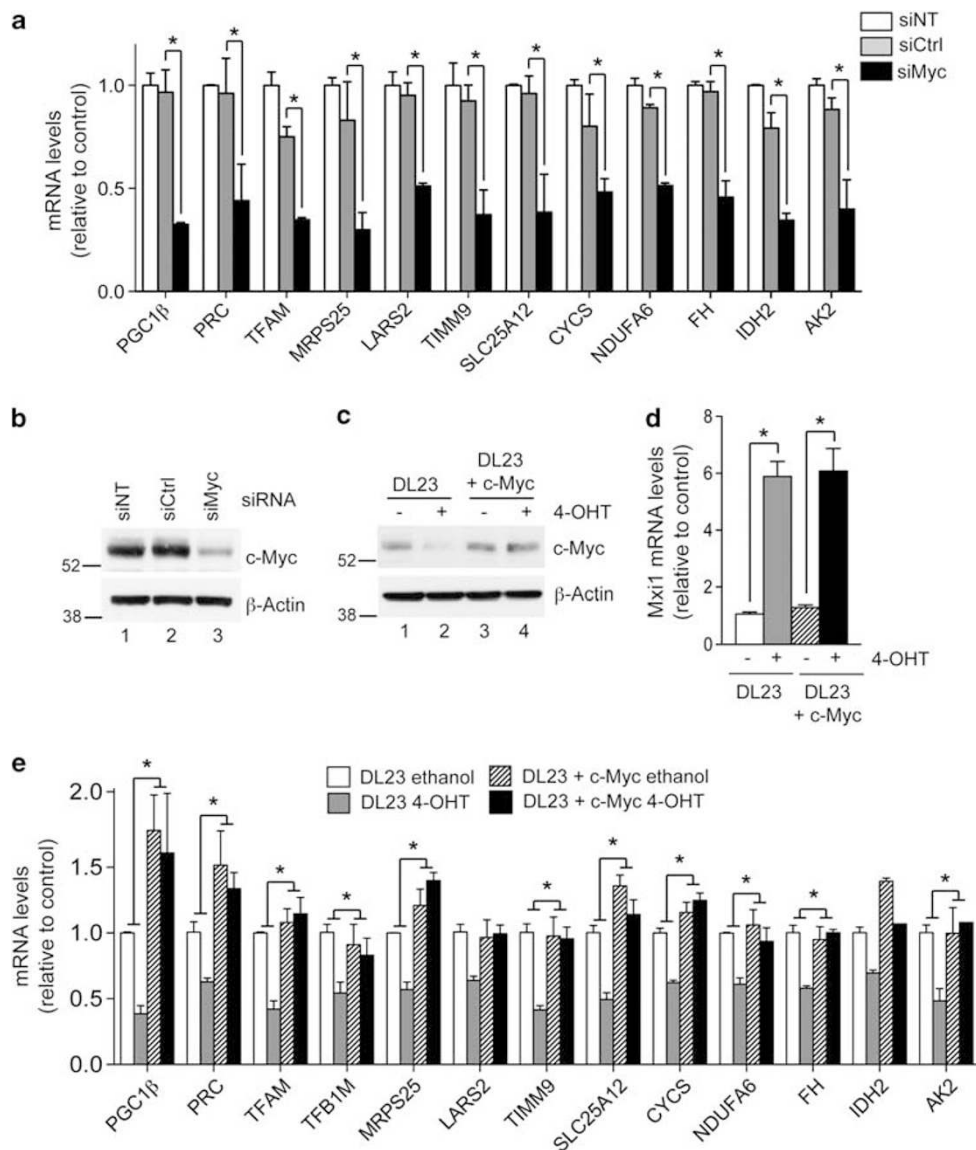 a
siNT
siCtrl
siMyc
mRNA levels
(relative to control)
1.0
0.5
0.0
* * * * * * * * * * * *
PGC1β PRC TFAM MRPS25 LARS2 TIMM9 SLC25A12 CYCS NDUFA6 FH IDH2 AK2
b
siNT siCtrl siMyc siRNA
c-Myc
52
β-Actin
38
1 2 3
c
DL23 DL23
+ c-Myc
- + - + 4-OHT
c-Myc
52
β-Actin
38
1 2 3 4
d
Mxi1 mRNA levels
(relative to control)
8
6
4
2
0
* *
- + - + 4-OHT
DL23 DL23
+ c-Myc
e
DL23 ethanol DL23 + c-Myc ethanol
DL23 4-OHT DL23 + c-Myc 4-OHT
mRNA levels
(relative to control)
2.0
1.5
1.0
0.5
0.0
* * * * * * * * * * *
PGC1β PRC TFAM TFB1M MRPS25 LARS2 TIMM9 SLC25A12 CYCS NDUFA6 FH IDH2 AK2